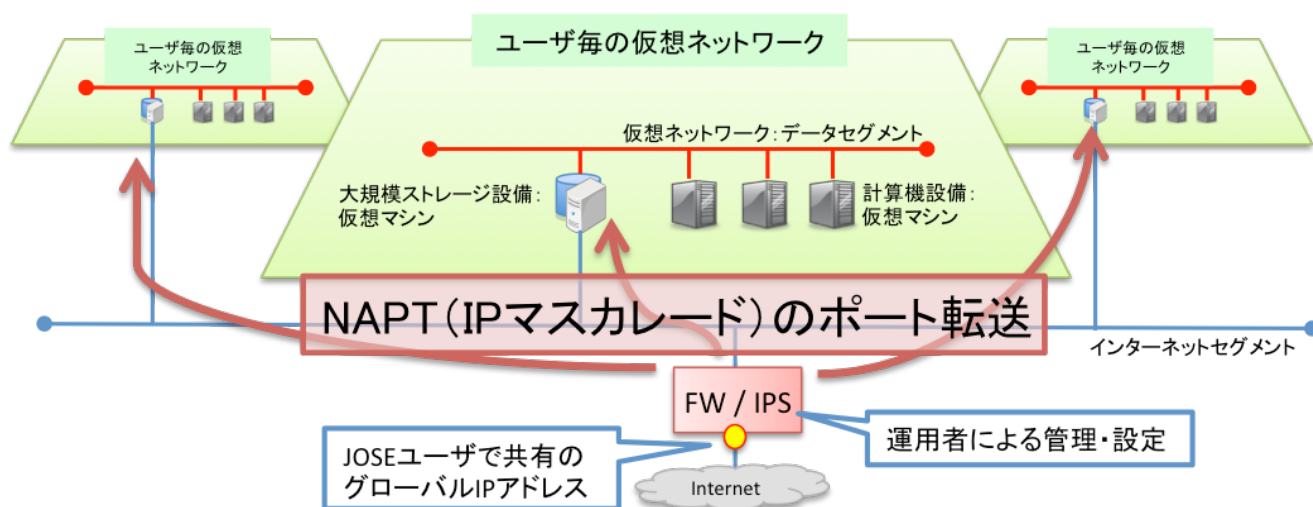 ユーザ毎の仮想
ネットワーク
ユーザ毎の仮想ネットワーク
ユーザ毎の仮想
ネットワーク
仮想ネットワーク：データセグメント
大規模ストレージ設備：
仮想マシン
計算機設備：
仮想マシン
NAPT（IPマスカレード）のポート転送
インターネットセグメント
FW / IPS
JOSEユーザで共有の
グローバルIPアドレス
運用者による管理・設定
Internet